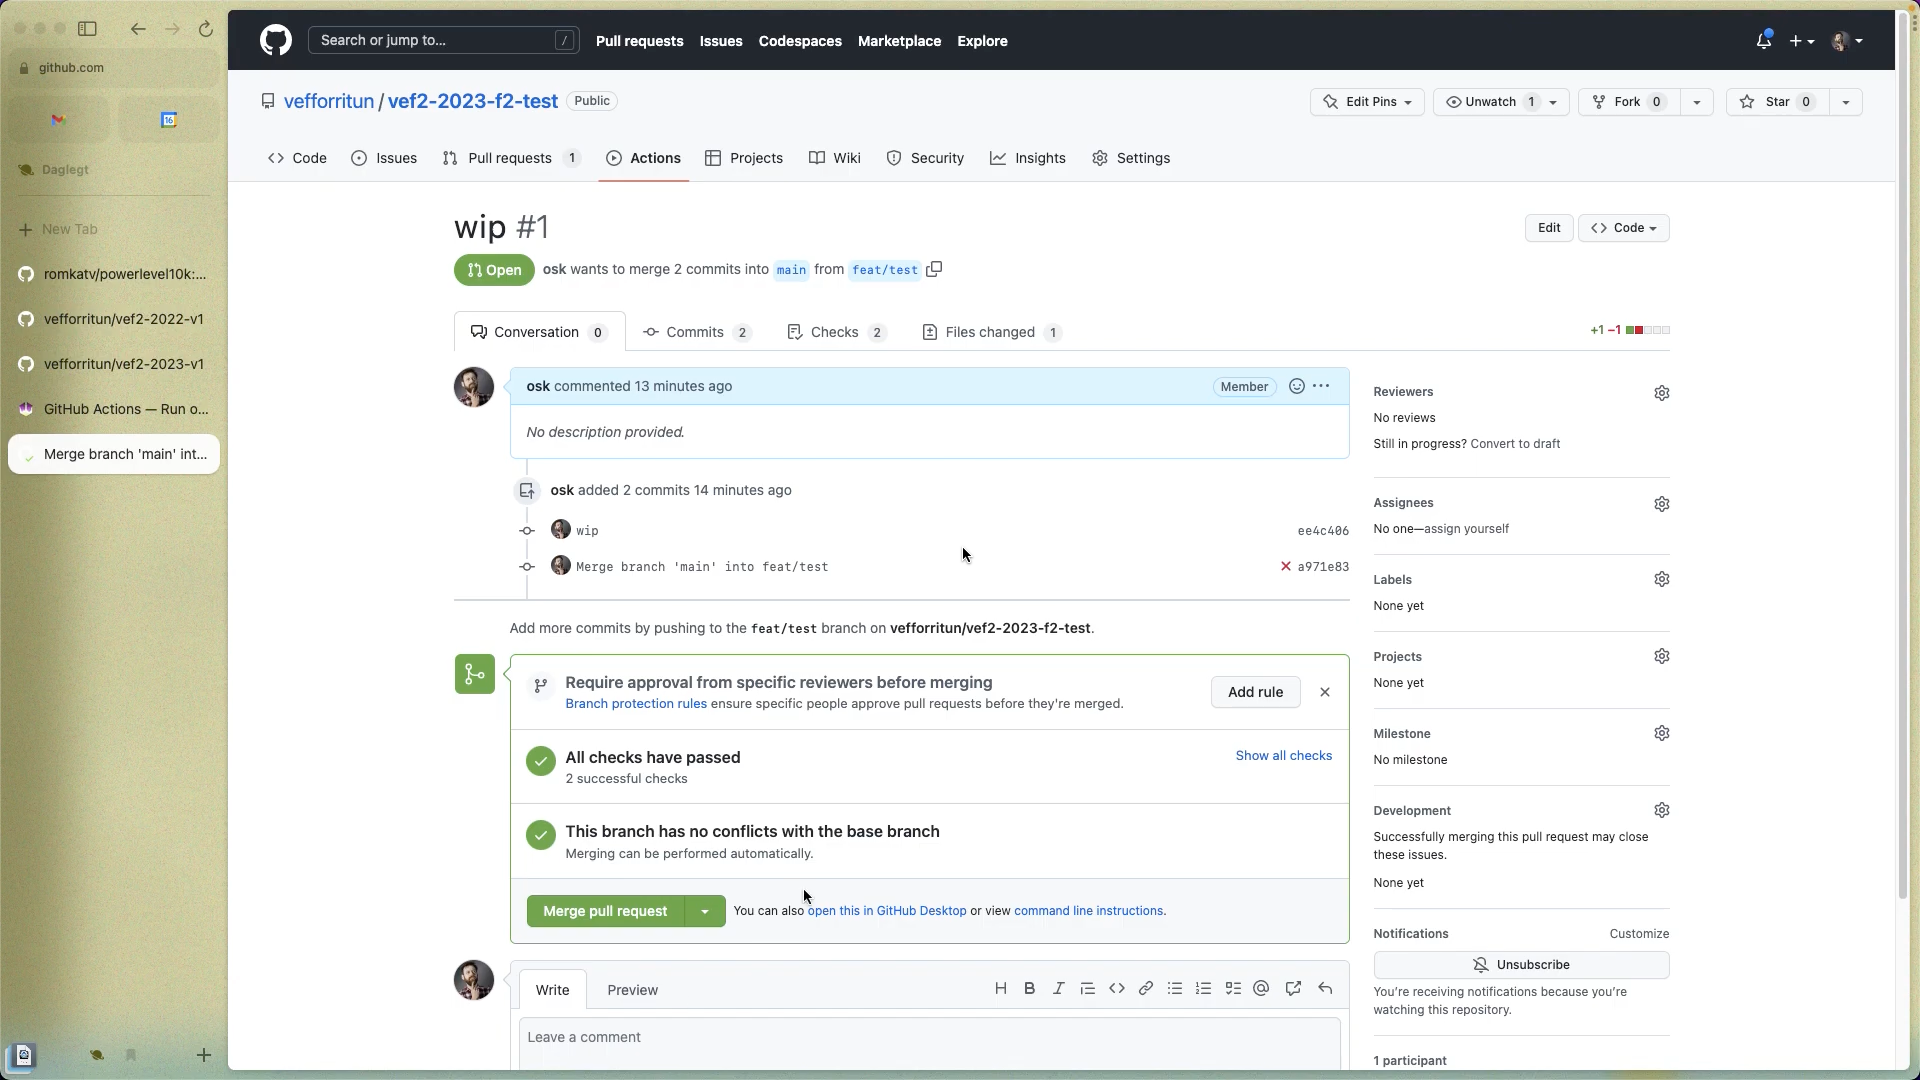 github.com
16
Daglegt
New Tab
romkatv/powerlevel10k:...
vefforritun/vef2-2022-v1
vefforritun/vef2-2023-v1
GitHub Actions — Run o...
Merge branch 'main' int...
Search or jump to... /
Pull requests Issues Codespaces Marketplace Explore
vefforritun / vef2-2023-f2-test Public
Edit Pins Unwatch 1 Fork 0 Star 0
Code Issues Pull requests 1 Actions Projects Wiki Security Insights Settings
wip #1
Edit Code
Open osk wants to merge 2 commits into main from feat/test
Conversation 0 Commits 2 Checks 2 Files changed 1
+1 −1
osk commented 13 minutes ago Member
No description provided.
osk added 2 commits 14 minutes ago
wip ee4c406
Merge branch 'main' into feat/test a971e83
Add more commits by pushing to the feat/test branch on vefforritun/vef2-2023-f2-test.
Require approval from specific reviewers before merging
Branch protection rules ensure specific people approve pull requests before they're merged.
Add rule
All checks have passed
2 successful checks
Show all checks
This branch has no conflicts with the base branch
Merging can be performed automatically.
Merge pull request You can also open this in GitHub Desktop or view command line instructions.
Write Preview
Leave a comment
Reviewers
No reviews
Still in progress? Convert to draft
Assignees
No one—assign yourself
Labels
None yet
Projects
None yet
Milestone
No milestone
Development
Successfully merging this pull request may close
these issues.
None yet
Notifications Customize
Unsubscribe
You're receiving notifications because you're
watching this repository.
1 participant